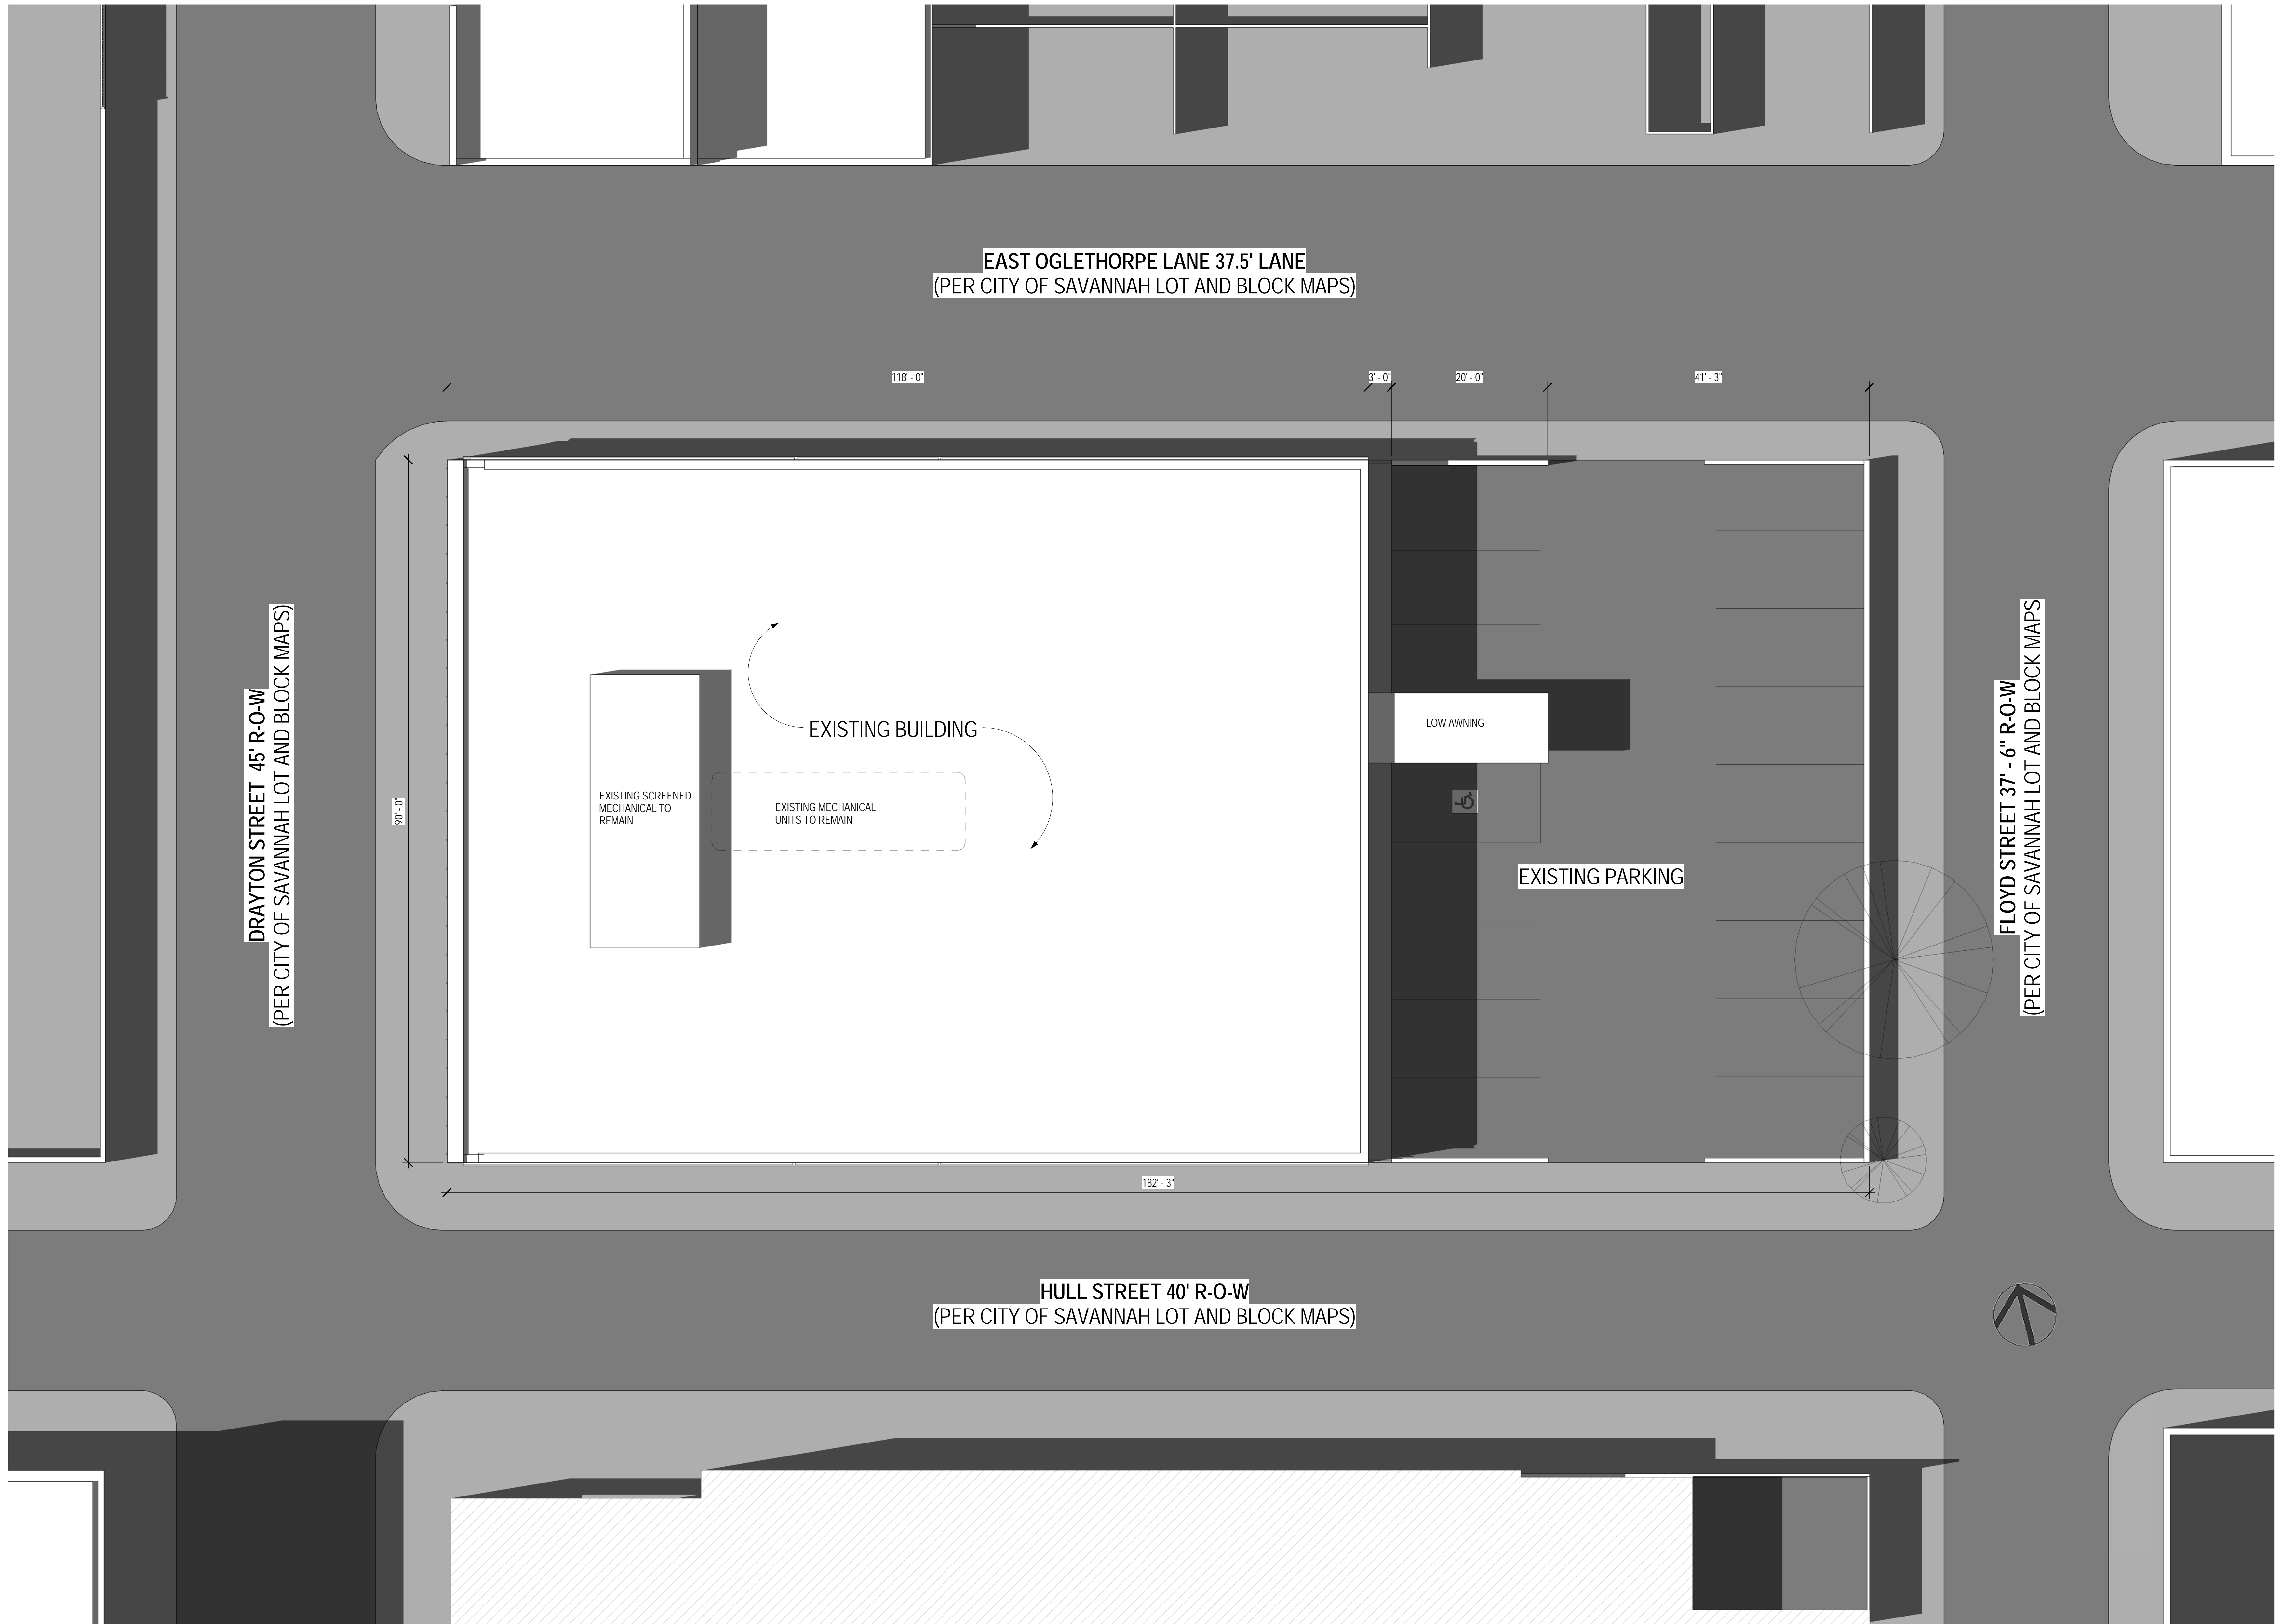 EAST OGLETHORPE LANE 37.5' LANE
(PER CITY OF SAVANNAH LOT AND BLOCK MAPS)
118' - 0"
3' - 0"
20' - 0"
41' - 3"
DRAYTON STREET 45' R-O-W
(PER CITY OF SAVANNAH LOT AND BLOCK MAPS)
90' - 0"
EXISTING BUILDING
LOW AWNING
EXISTING SCREENED
MECHANICAL TO
REMAIN
EXISTING MECHANICAL
UNITS TO REMAIN
EXISTING PARKING
FLOYD STREET 37' - 6" R-O-W
(PER CITY OF SAVANNAH LOT AND BLOCK MAPS
182' - 3"
HULL STREET 40' R-O-W
(PER CITY OF SAVANNAH LOT AND BLOCK MAPS)